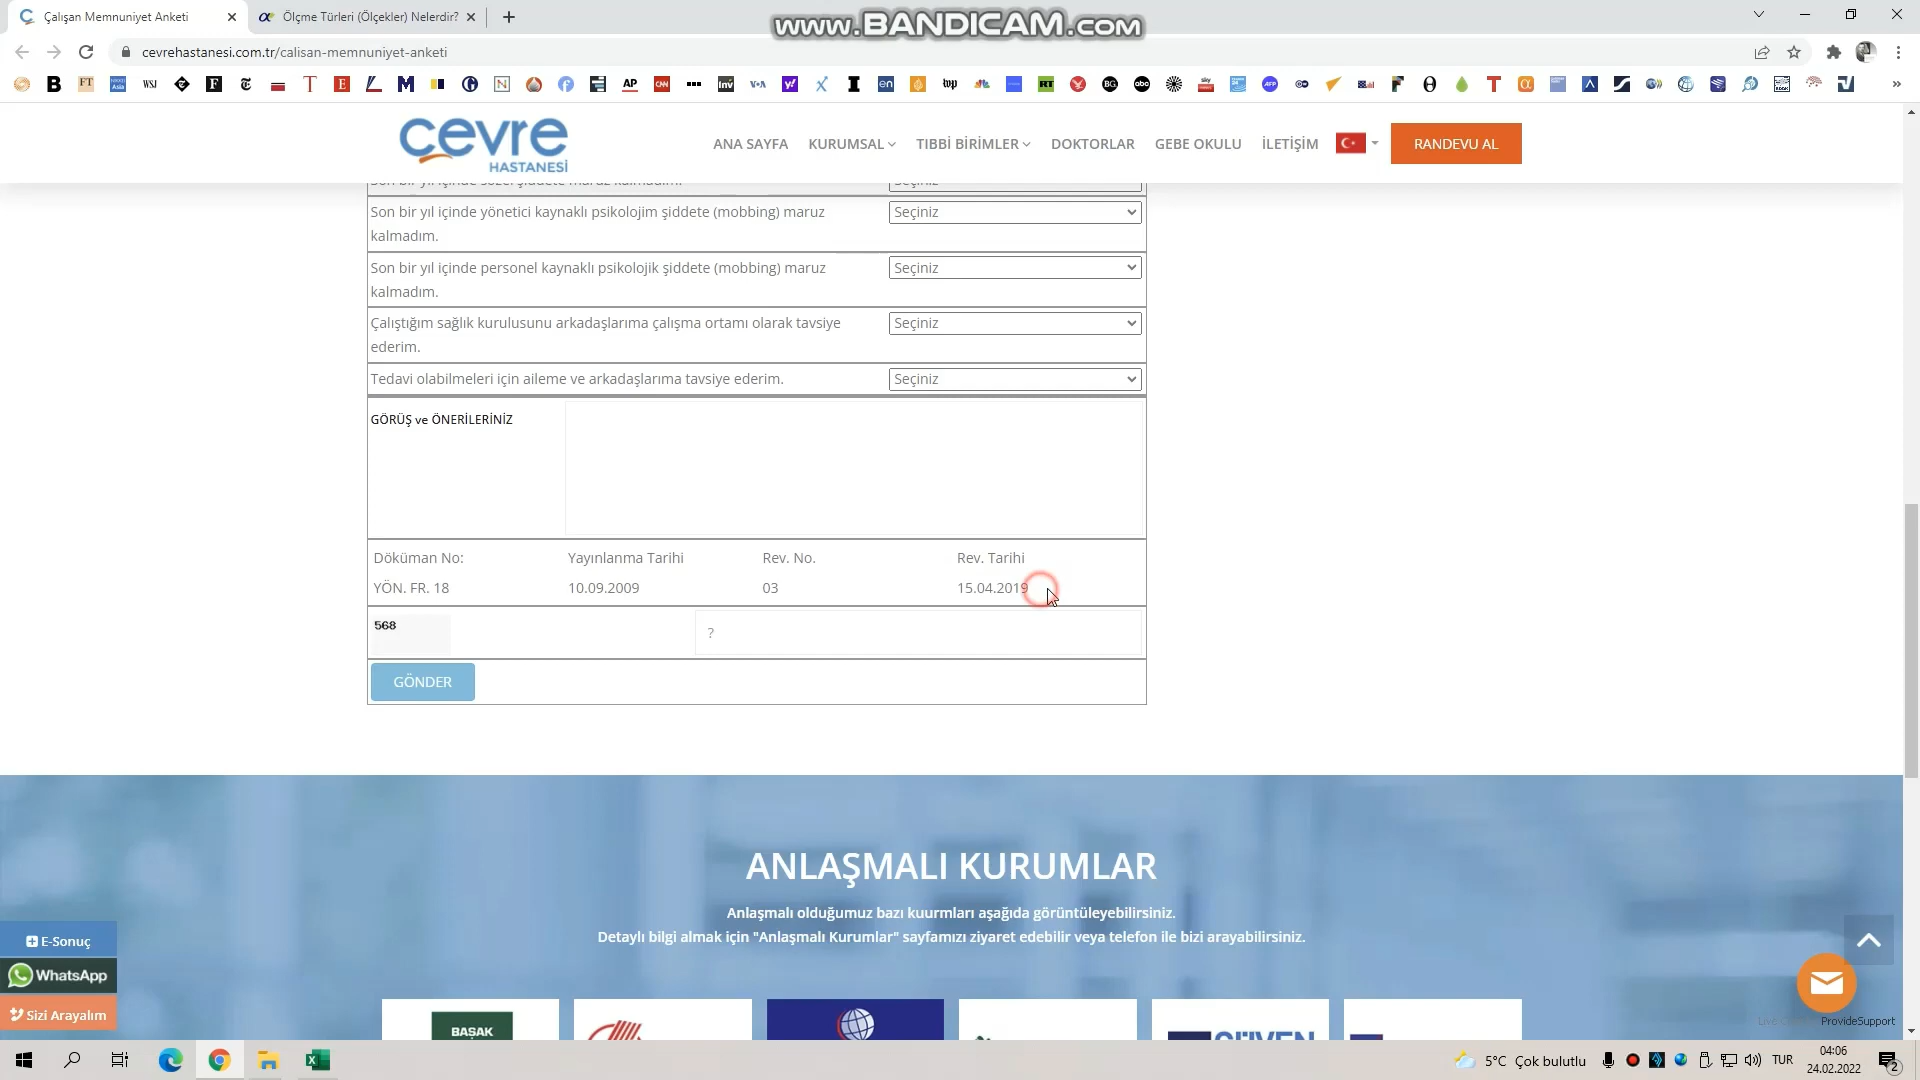 Çalışan Memnuniyet Anketi
Ölçme Türleri (Ölçekler) Nelerdir?
www.BANDICAM.com
cevrehastanesi.com.tr/calisan-memnuniyet-anketi
cevre
HASTANESİ
ANA SAYFA
KURUMSAL
TIBBİ BİRİMLER
DOKTORLAR
GEBE OKULU
İLETİŞİM
RANDEVU AL
Son bir yıl içinde yönetici kaynaklı psikolojim şiddete (mobbing) maruz
kalmadım.
Seçiniz
Son bir yıl içinde personel kaynaklı psikolojik şiddete (mobbing) maruz
kalmadım.
Seçiniz
Çalıştığım sağlık kurulusunu arkadaşlarıma çalışma ortamı olarak tavsiye
ederim.
Seçiniz
Tedavi olabilmeleri için aileme ve arkadaşlarıma tavsiye ederim.
Seçiniz
GÖRÜŞ ve ÖNERİLERİNİZ
Döküman No: Yayınlanma Tarihi Rev. No. Rev. Tarihi
YÖN. FR. 18 10.09.2009 03 15.04.2019
568
?
GÖNDER
ANLAŞMALI KURUMLAR
Anlaşmalı olduğumuz bazı kuurmları aşağıda görüntüleyebilirsiniz.
Detaylı bilgi almak için "Anlaşmalı Kurumlar" sayfamızı ziyaret edebilir veya telefon ile bizi arayabilirsiniz.
E-Sonuç
WhatsApp
Sizi Arayalım
BAŞAK
ProvideSupport
5°C Çok bulutlu
TUR
04:06
24.02.2022
2